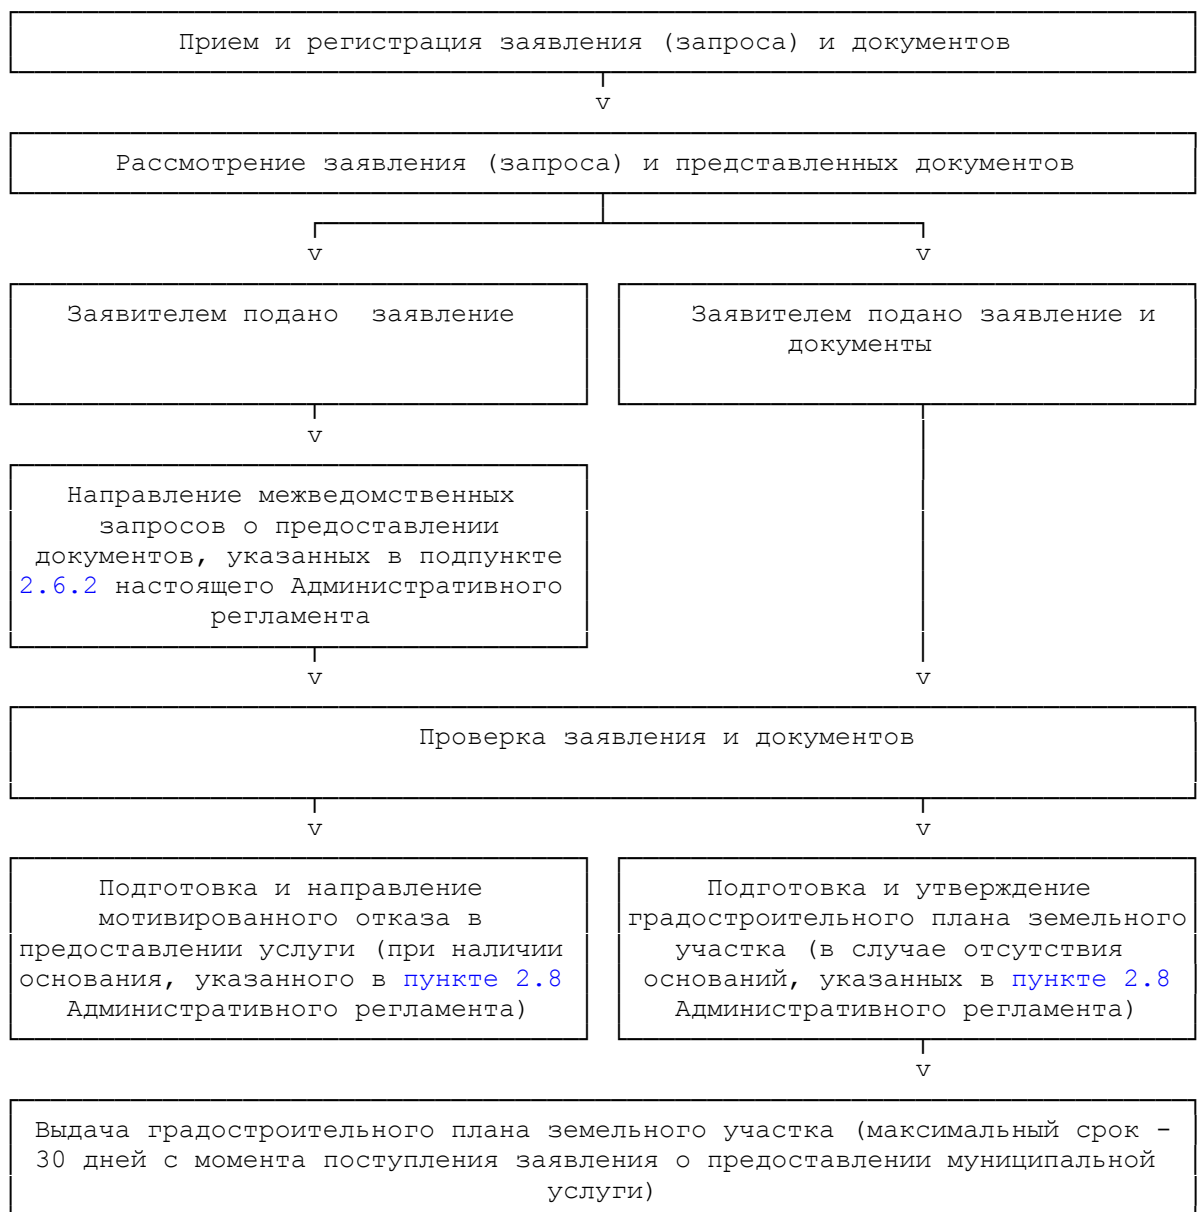 Прием и регистрация заявления (запроса) и документов
v
Рассмотрение заявления (запроса) и представленных документов
v v
Заявителем подано заявление
Заявителем подано заявление и
документы
v
Направление межведомственных
запросов о предоставлении
документов, указанных в подпункте
2.6.2 настоящего Административного
регламента
v v
Проверка заявления и документов
v v
Подготовка и направление
мотивированного отказа в
предоставлении услуги (при наличии
основания, указанного в пункте 2.8
Административного регламента)
Подготовка и утверждение
градостроительного плана земельного
участка (в случае отсутствия
оснований, указанных в пункте 2.8
Административного регламента)
v
Выдача градостроительного плана земельного участка (максимальный срок -
30 дней с момента поступления заявления о предоставлении муниципальной
услуги)